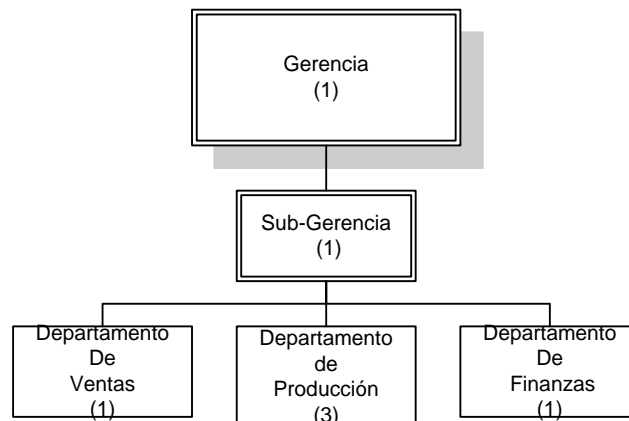 Gerencia
(1)
Sub-Gerencia
(1)
Departamento
De
Ventas
(1)
Departamento
de
Producción
(3)
Departamento
De
Finanzas
(1)